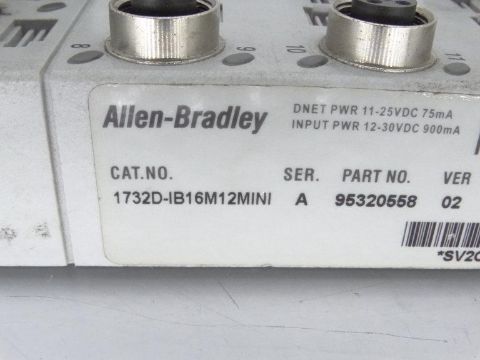 8 9 10 11
Allen-Bradley
DNET PWR 11-25VDC 75mA
INPUT PWR 12-30VDC 900mA
CAT.NO. SER. PART NO. VER
1732D-IB16M12MINI A 95320558 02
*SV2